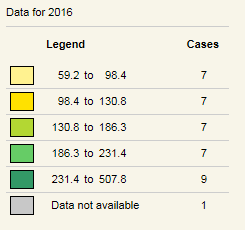 Data for 2016
Legend Cases
59.2 to 98.4 7
98.4 to 130.8 7
130.8 to 186.3 7
186.3 to 231.4 7
231.4 to 507.8 9
Data not available 1